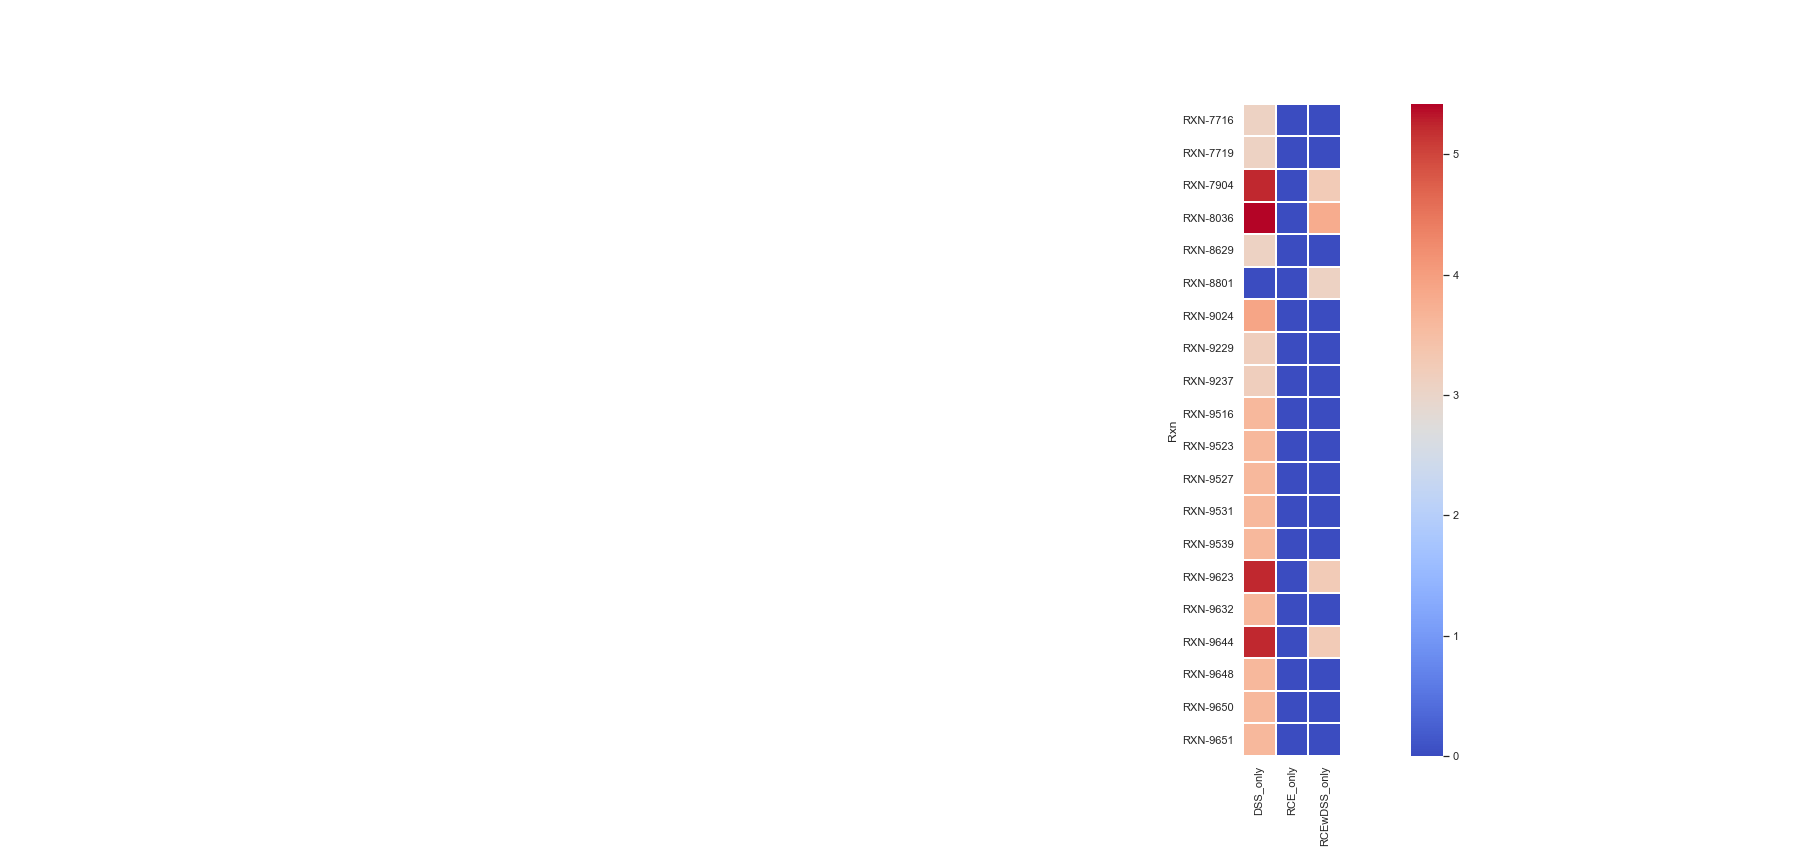 RXN-7716
RXN-7719
RXN-7904
RXN-8036
RXN-8629
RXN-8801
RXN-9024
RXN-9229
RXN-9237
RXN-9516
RXN-9523
RXN-9527
RXN-9531
RXN-9539
RXN-9623
RXN-9632
RXN-9644
RXN-9648
RXN-9650
RXN-9651
Rxn
DSS_only
RCE_only
RCEwDSS_only
5
4
3
2
1
0